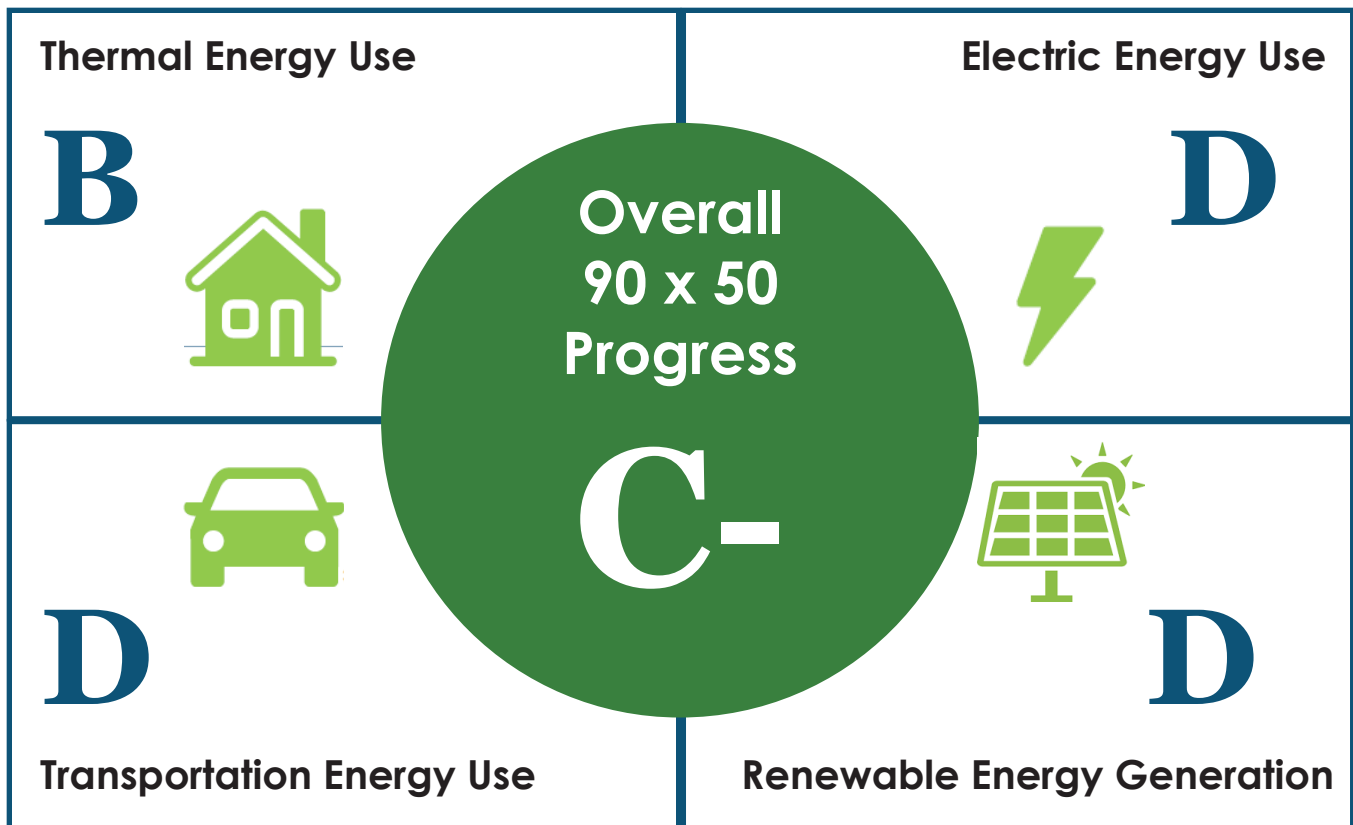 Thermal Energy Use
B
Electric Energy Use
D
Overall
90 x 50
Progress
C-
D
Transportation Energy Use
D
Renewable Energy Generation